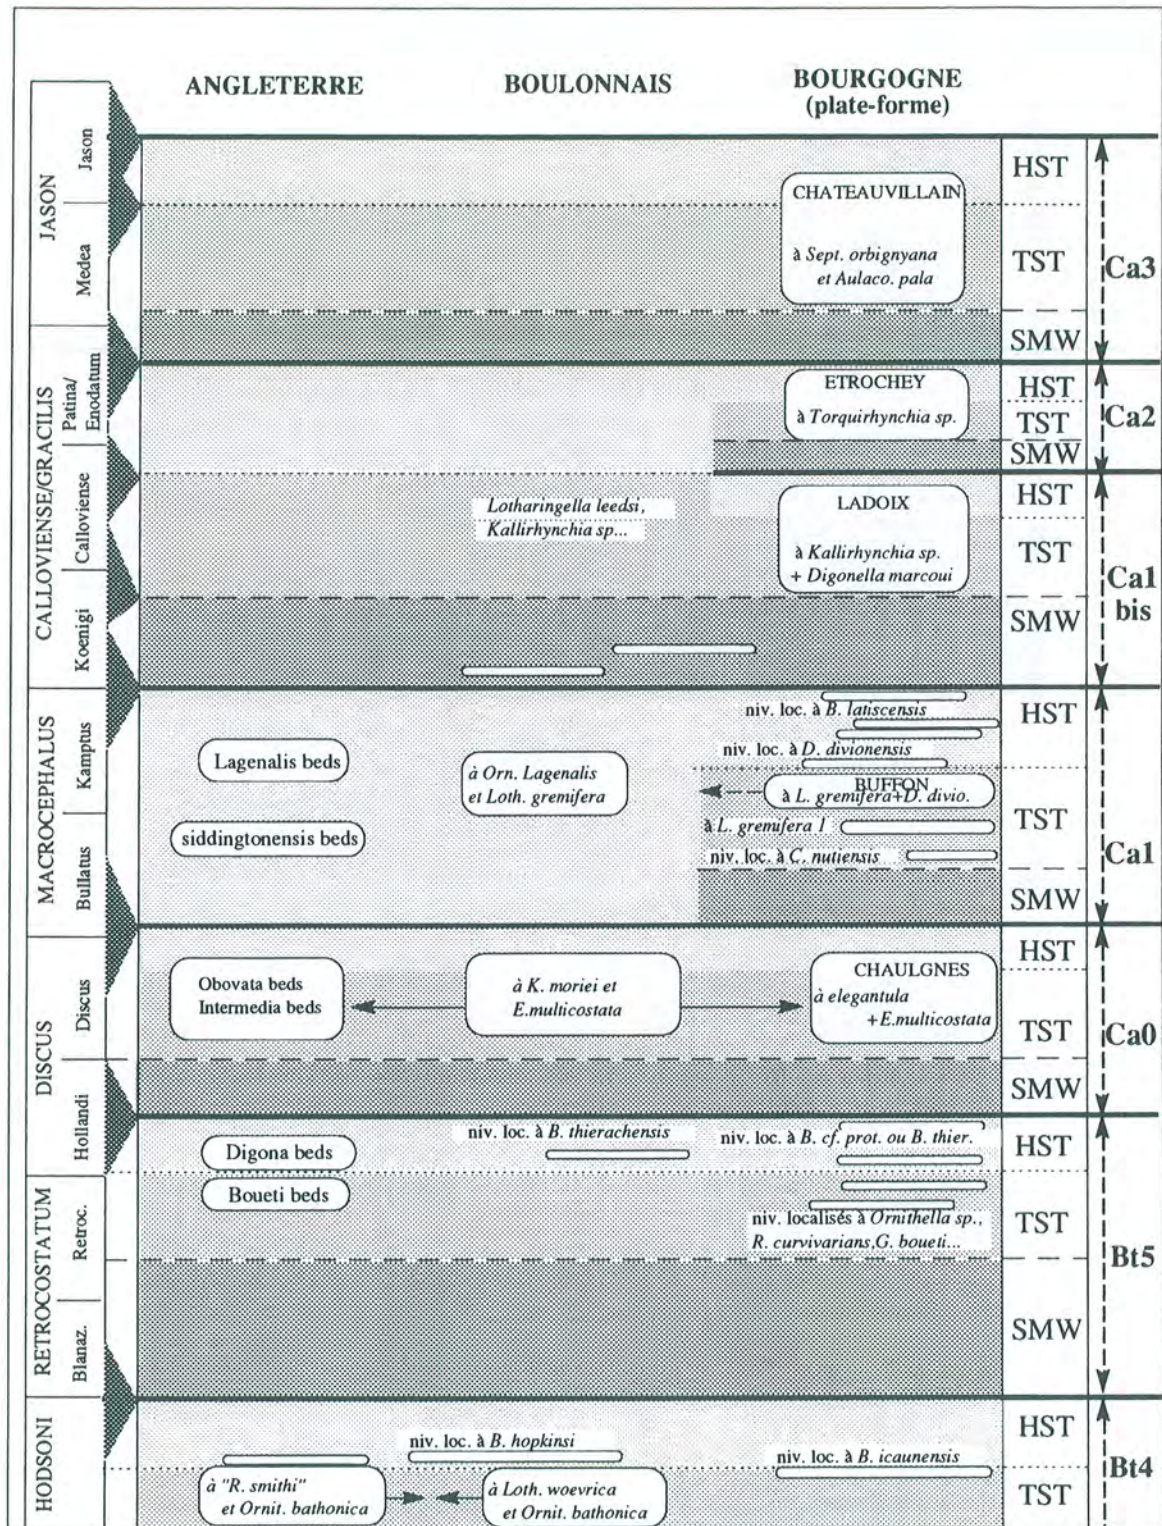 ANGLETERRE
BOULONNAIS
BOURGOGNE
(plate-forme)
JASON
Jason
Medea
CALLOVIENSE/GRACILIS
Patina/
Enodatum
Calloviense
Koenigi
MACROCEPHALUS
Kamptus
Bullatus
DISCUS
Discus
Hollandi
RETROCOSTATUM
Retroc.
Blanaz.
HODSONI
CHATEAUVILLAIN
à Sept. orbignyana
et Aulaco. pala
HST
TST
SMW
Ca3
ETROCHEY
à Torquirhynchia sp.
HST
TST
SMW
Ca2
Lotharingella leedsi,
Kallirhynchia sp...
LADOIX
à Kallirhynchia sp.
+ Digonella marcoui
HST
TST
SMW
Ca1
bis
niv. loc. à B. latiscensis
niv. loc. à D. divionensis
Lagenalis beds
à Orn. Lagenalis
et Loth. gremifera
BUFFON
à L. gremifera+D. divio.
siddingtonensis beds
à L. gremifera 1
niv. loc. à C. nutiensis
HST
TST
SMW
Ca1
Obovata beds
Intermedia beds
à K. moriei et
E.multicostata
CHAULGNES
à elegantula
+E.multicostata
HST
TST
SMW
Ca0
niv. loc. à B. thierachensis
niv. loc. à B. cf. prot. ou B. thier.
Digona beds
Boueti beds
niv. localisés à Ornithella sp.,
R. curvivarians,G. boueti...
HST
TST
SMW
Bt5
niv. loc. à B. hopkinsi
niv. loc. à B. icaunensis
à "R. smithi"
et Ornit. bathonica
à Loth. woevrica
et Ornit. bathonica
HST
TST
Bt4